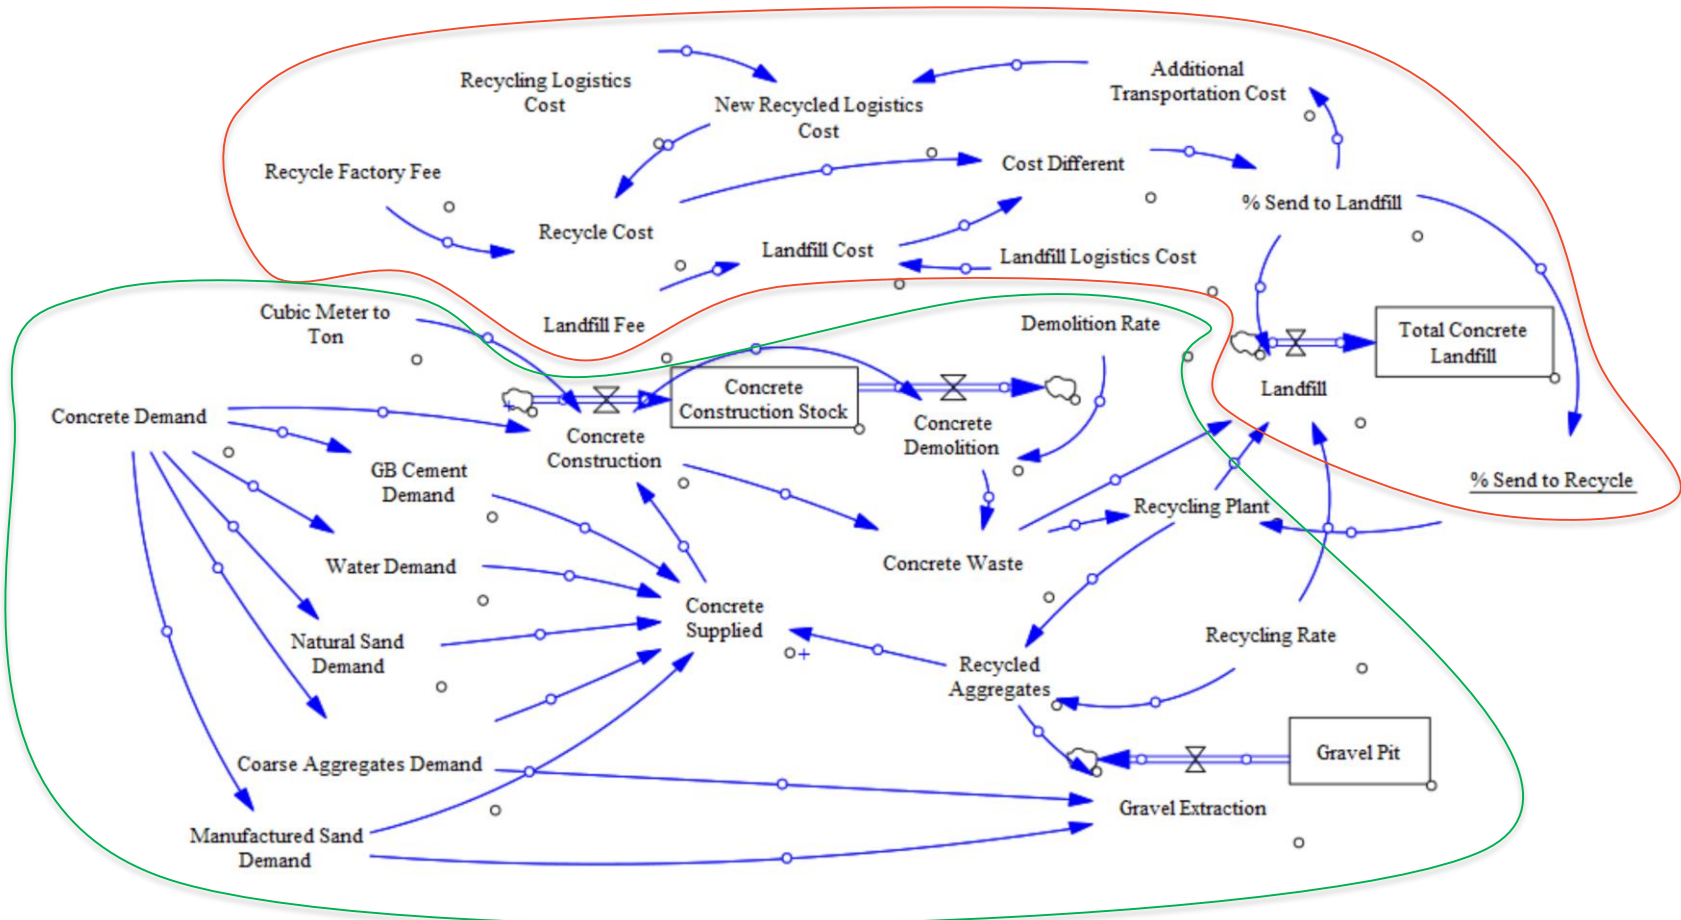 Recycling Logistics
Cost
New Recycled Logistics
Cost
Additional
Transportation Cost
Recycle Factory Fee
Cost Different
% Send to Landfill
Recycle Cost
Landfill Cost
Landfill Logistics Cost
Cubic Meter to
Ton
Landfill Fee
Demolition Rate
Total Concrete
Landfill
Landfill
Concrete Demand
Concrete
Construction Stock
Concrete
Construction
Concrete
Demolition
GB Cement
Demand
% Send to Recycle
Recycling Plant
Water Demand
Concrete Waste
Concrete
Supplied
Natural Sand
Demand
Recycling Rate
Recycled
Aggregates
Coarse Aggregates Demand
Gravel Pit
Gravel Extraction
Manufactured Sand
Demand